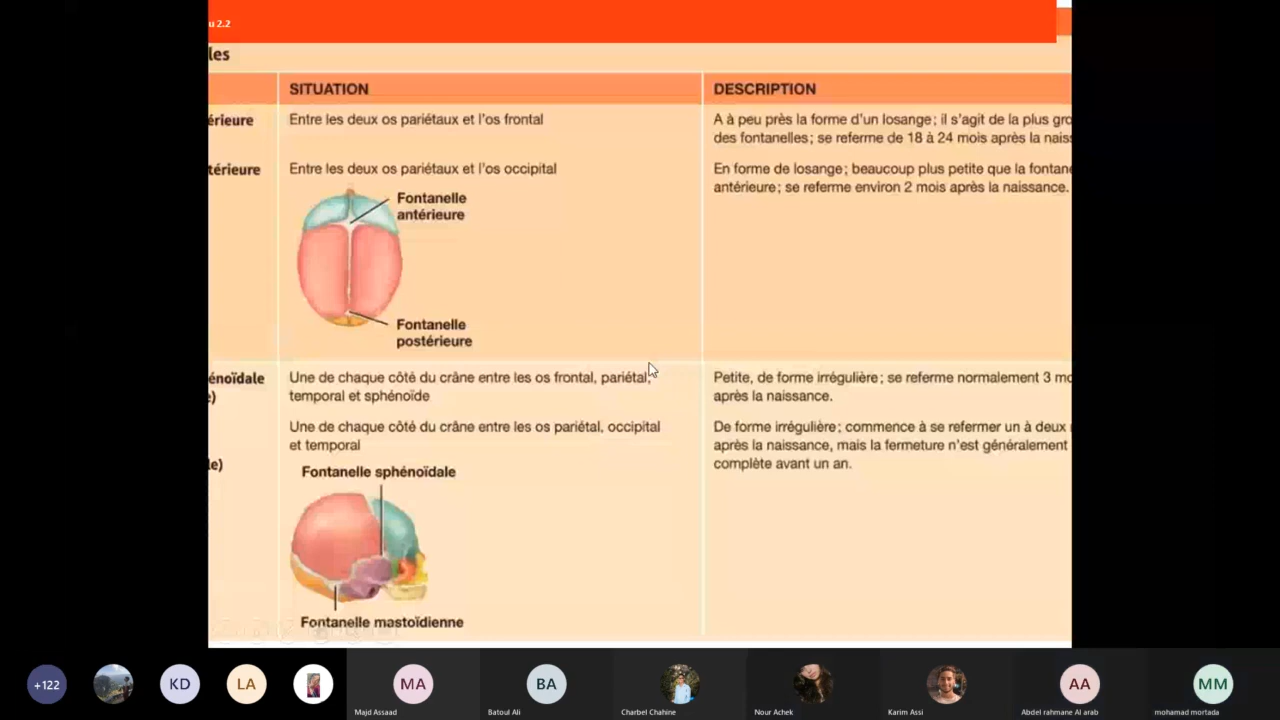 u 2.2
les
SITUATION
DESCRIPTION
érieure
Entre les deux os pariétaux et l'os frontal
A à peu près la forme d'un losange; il s'agit de la plus gro
des fontanelles; se referme de 18 à 24 mois après la naiss
térieure
Entre les deux os pariétaux et l'os occipital
En forme de losange; beaucoup plus petite que la fontane
antérieure; se referme environ 2 mois après la naissance.
Fontanelle
antérieure
Fontanelle
postérieure
énoïdale
e)
Une de chaque côté du crâne entre les os frontal, pariétal,
temporal et sphénoïde
Petite, de forme irrégulière; se referme normalement 3 mo
après la naissance.
le)
Une de chaque côté du crâne entre les os pariétal, occipital
et temporal
De forme irrégulière; commence à se refermer un à deux
après la naissance, mais la fermeture n'est généralement
complète avant un an.
Fontanelle sphénoïdale
Fontanelle mastoïdienne
+122
KD
LA
MA
BA
AA
MM
Majd Assaad
Batoul Ali
Charbel Chahine
Nour Achek
Karim Assi
Abdel rahmane Al arab
mohamad mortada